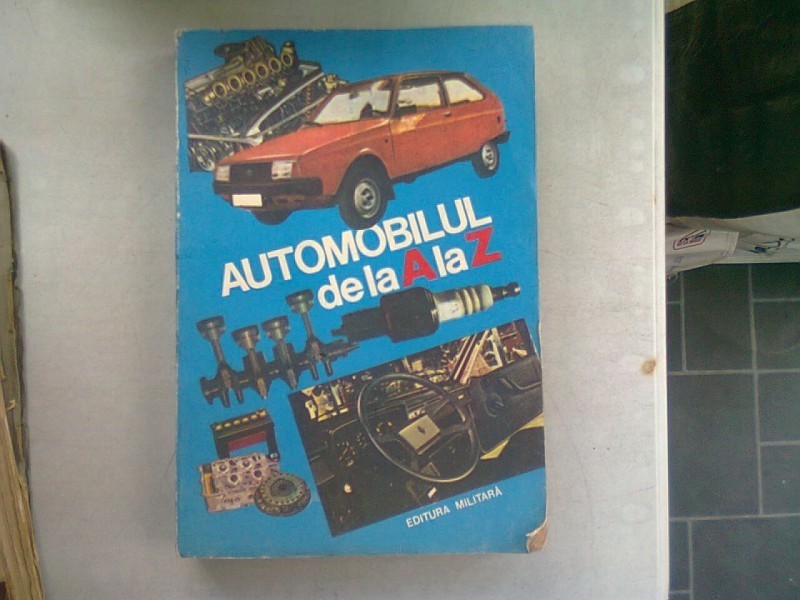 AUTOMOBILUL
de la A la Z
EDITURA MILITARĂ